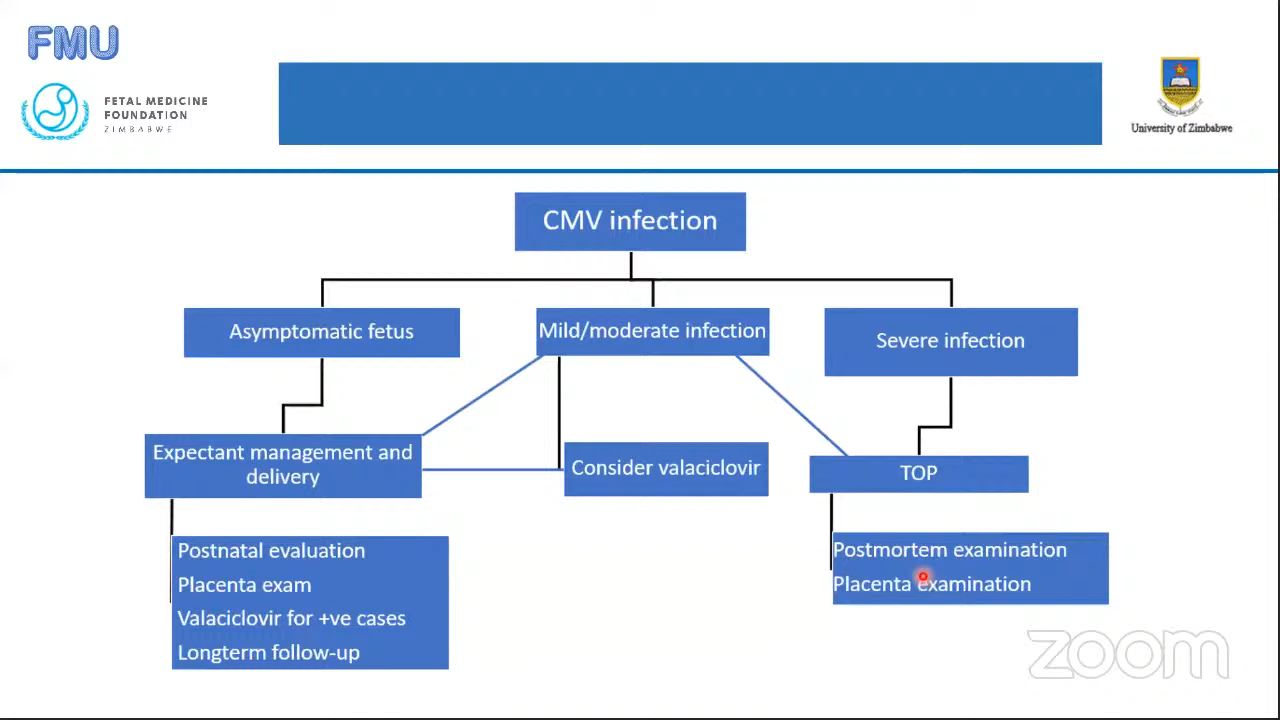 FMU
FETAL MEDICINE
FOUNDATION
ZIMBABWE
University of Zimbabwe
CMV infection
Asymptomatic fetus
Mild/moderate infection
Severe infection
Expectant management and
delivery
Consider valaciclovir
TOP
Postnatal evaluation
Placenta exam
Valaciclovir for +ve cases
Longterm follow-up
Postmortem examination
Placenta examination
zoom